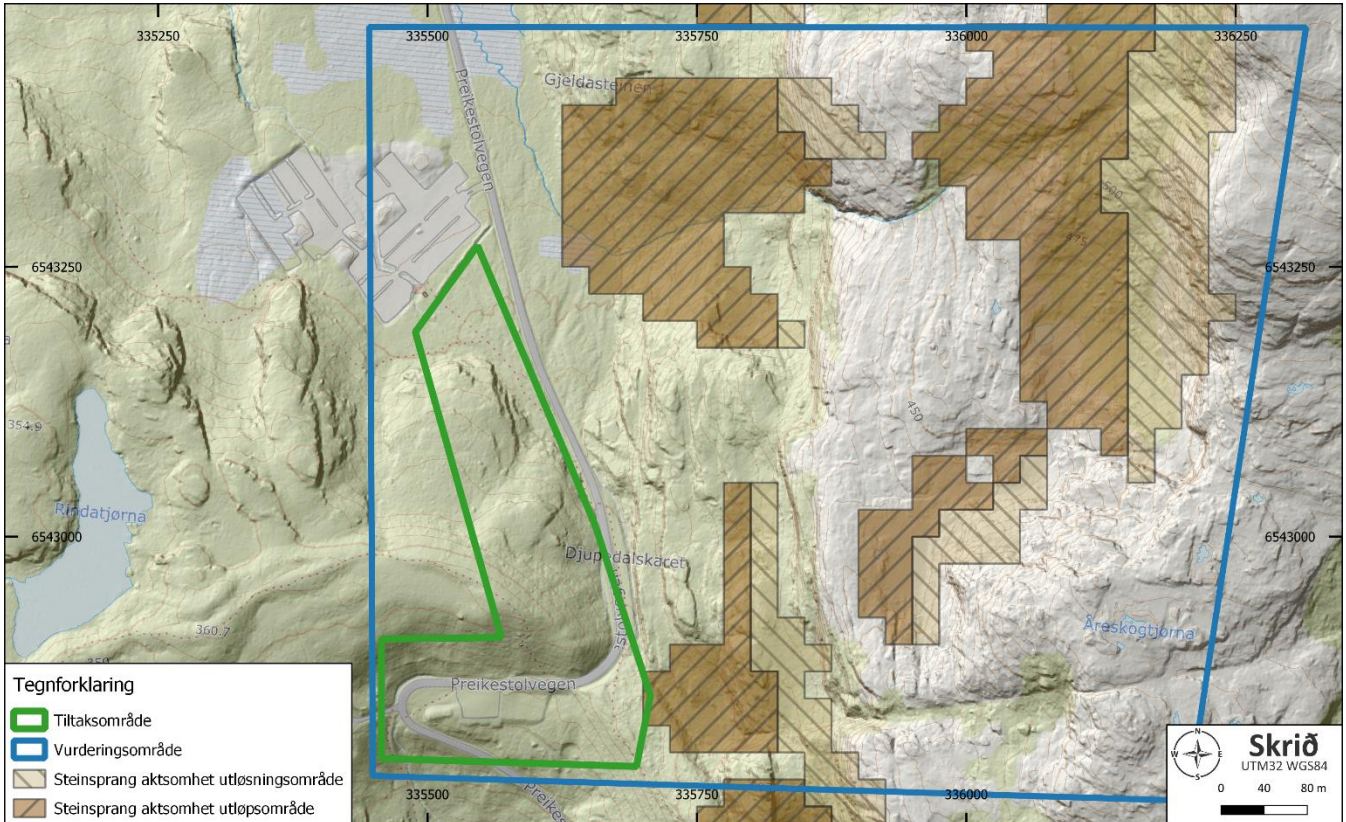 335250
335500
335750
336000
336250
Gjeldasteinen
Preikestolvegen
500
475
6543250
6543250
450
354.9
Rindatjørna
6543000
6543000
Djupedalskaret
Åreskogtjørna
360.7
Preikestolvegen
335500
335750
336000
Tegnforklaring
Tiltaksområde
Vurderingsområde
Steinsprang aktsomhet utløsningsområde
Steinsprang aktsomhet utløpsområde
N
W
E
S
Skrið
UTM32 WGS84
0 40 80 m